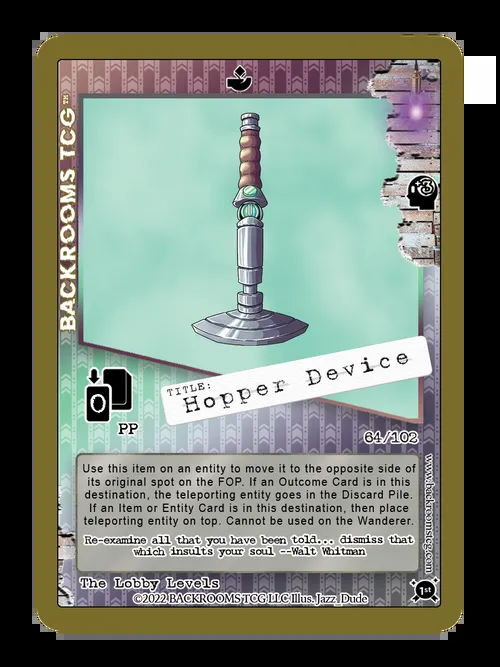 BACKROOMS TCG™
+3
TITLE:
Hopper Device
O
PP
64/102
Use this item on an entity to move it to the opposite side of
its original spot on the FOP. If an Outcome Card is in this
destination, the teleporting entity goes in the Discard Pile.
If an Item or Entity Card is in this destination, then place
teleporting entity on top. Cannot be used on the Wanderer.
Re-examine all that you have been told... dismiss that
which insults your soul --Walt Whitman
www.backroomstcg.com
The Lobby Levels
©2022 BACKROOMS TCG LLC Illus. Jazz_Dude
1st